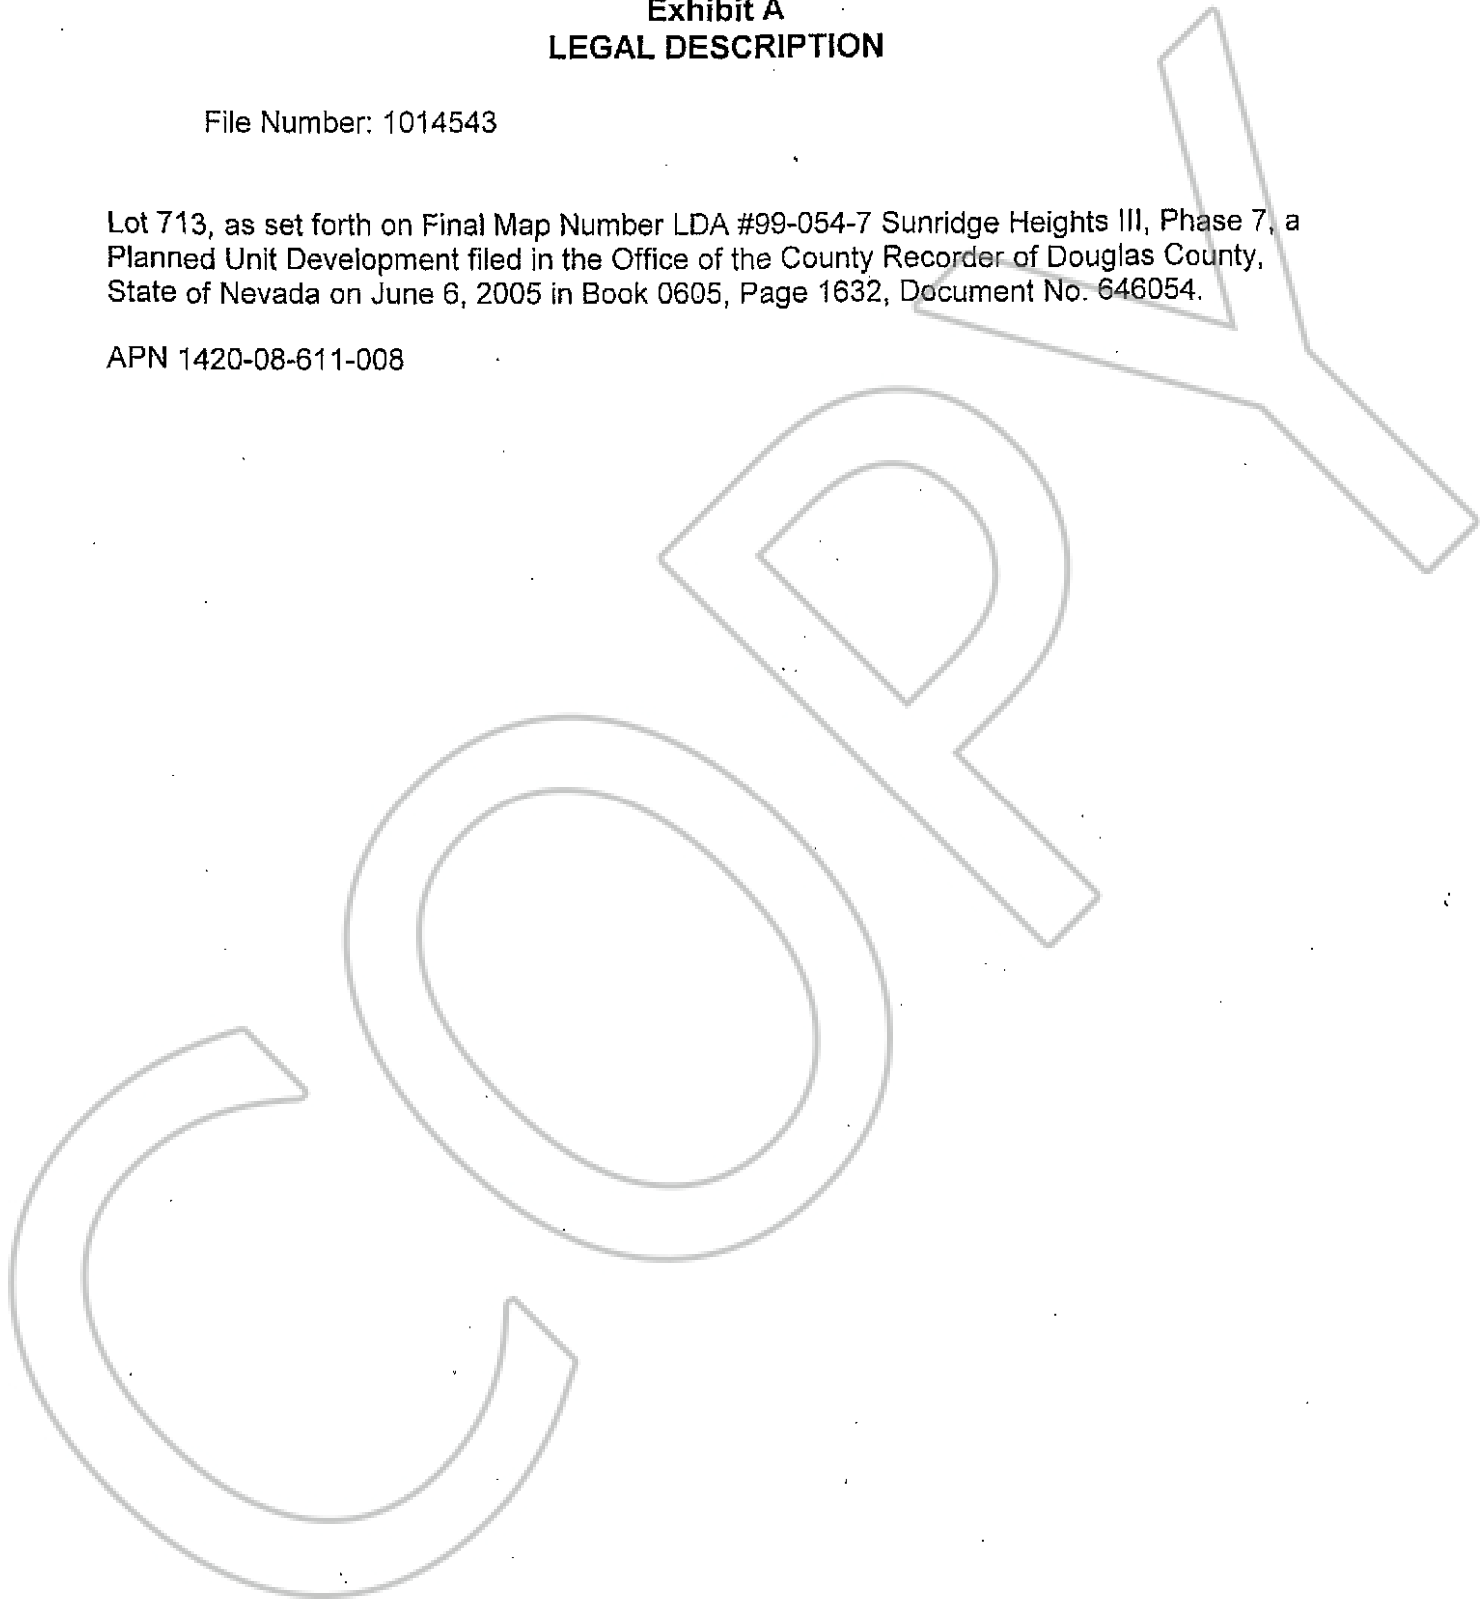 Exhibit A
LEGAL DESCRIPTION
File Number: 1014543
Lot 713, as set forth on Final Map Number LDA #99-054-7 Sunridge Heights III, Phase 7, a
Planned Unit Development filed in the Office of the County Recorder of Douglas County,
State of Nevada on June 6, 2005 in Book 0605, Page 1632, Document No. 646054.
APN 1420-08-611-008
COPY